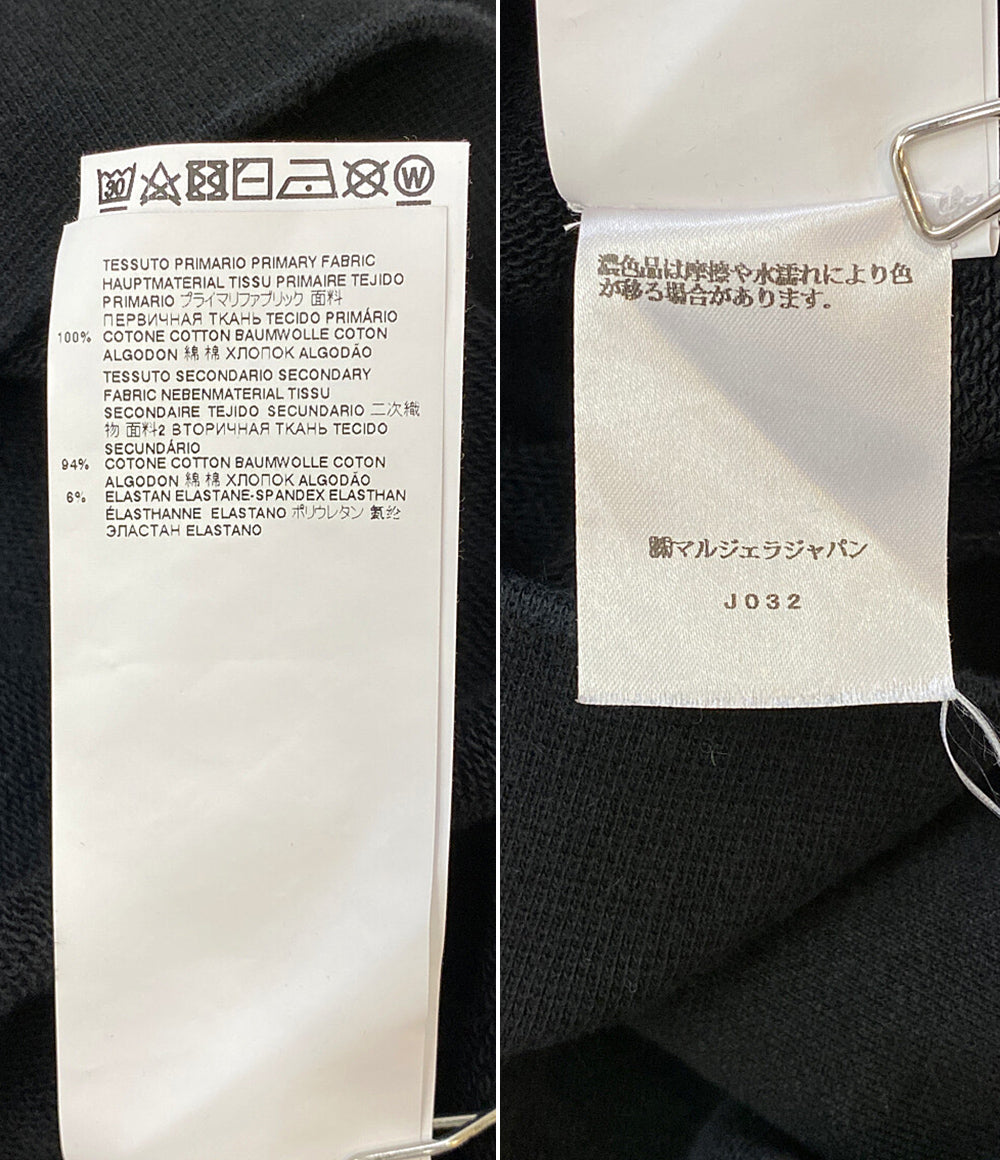 30
W
TESSUTO PRIMARIO PRIMARY FABRIC
HAUPTMATERIAL TISSU PRIMAIRE TEJIDO
PRIMARIO プライマリファブリック 面料
ПЕРВИЧНАЯ ТКАНЬ TECIDO PRIMÁRIO
100% COTONE COTTON BAUMWOLLE COTON
ALGODON 綿 棉 ХЛОПОК ALGODÃO
TESSUTO SECONDARIO SECONDARY
FABRIC NEBENMATERIAL TISSU
SECONDAIRE TEJIDO SECUNDARIO 二次織
物 面料2 ВТОРИЧНАЯ ТКАНЬ TECIDO
SECUNDÁRIO
94% COTONE COTTON BAUMWOLLE COTON
ALGODON 綿 棉 ХЛОПОК ALGODÃO
6% ELASTAN ELASTANE-SPANDEX ELASTHAN
ÉLASTHANNE ELASTANO ポリウレタン 氨纶
ЭЛАСТАН ELASTANO
濃色品は摩擦や水濡れにより色
が移る場合があります。
㈱マルジェラジャパン
J032